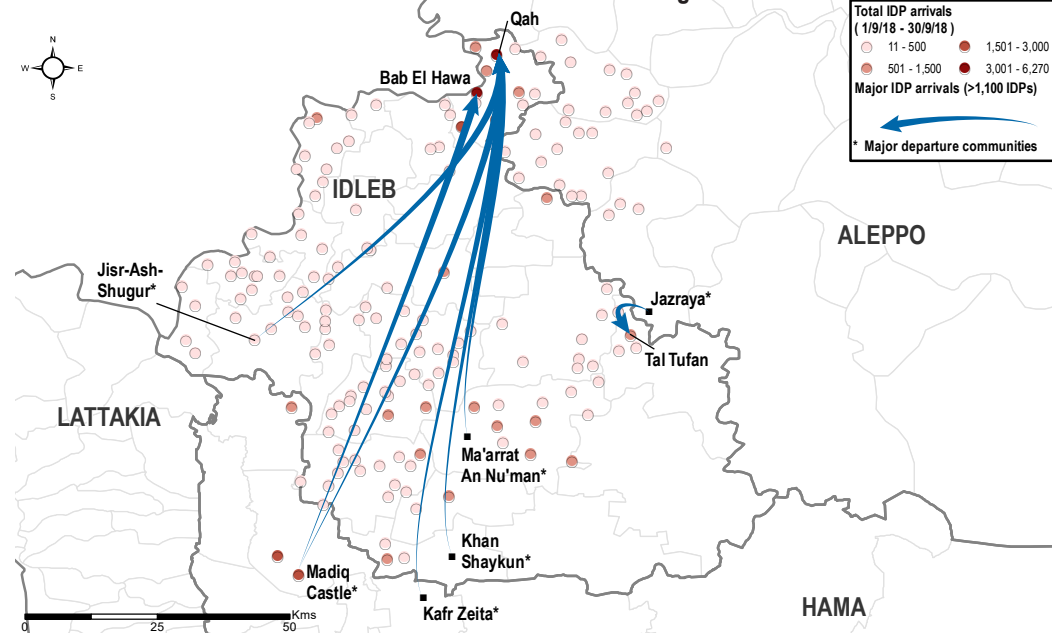 Qah
Total IDP arrivals
( 1/9/18 - 30/9/18 )
11 - 500
1,501 - 3,000
501 - 1,500
3,001 - 6,270
Major IDP arrivals (>1,100 IDPs)
* Major departure communities
N
W
E
S
Bab El Hawa
IDLEB
ALEPPO
Jisr-Ash-
Shugur*
Jazraya*
Tal Tufan
LATTAKIA
Ma'arrat
An Nu'man*
Khan
Shaykun*
Madiq
Castle*
Kafr Zeita*
HAMA
Kms
0
25
50